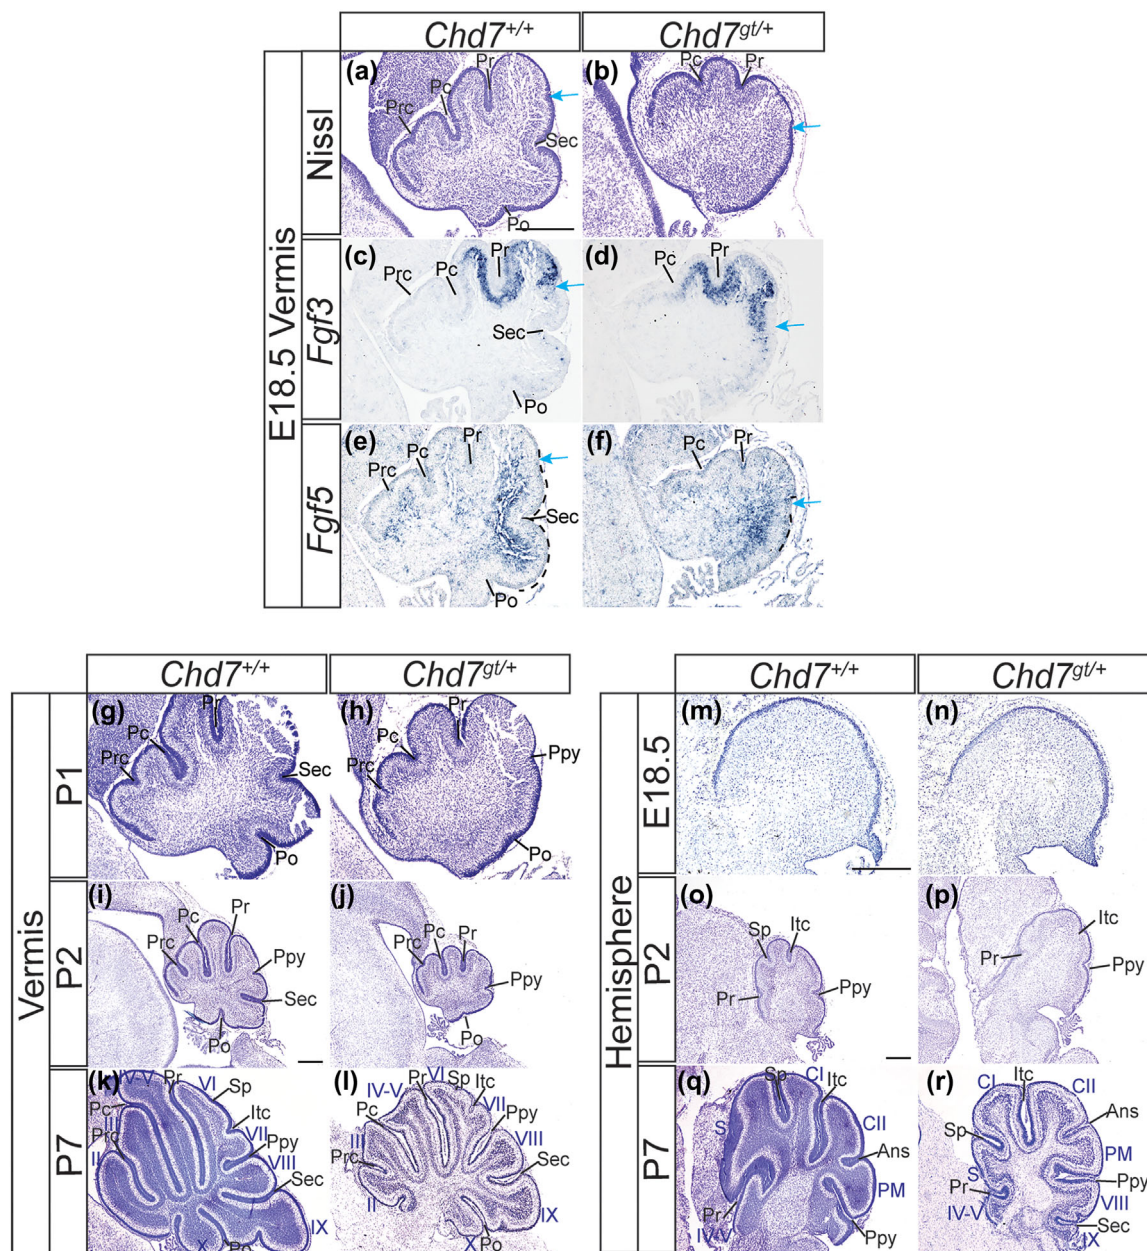 Chd7+/+ Chd7gt/+
E18.5 Vermis
Nissl
(a) Prc Pc Pr Sec Po
(b) Pc Pr
Fgf3
(c) Prc Pc Pr Sec Po
(d) Pc Pr
Fgf5
(e) Prc Pc Pr Sec Po
(f) Pc Pr
Chd7+/+ Chd7gt/+
Vermis
P1
(g) Prc Pc Pr Sec Po
(h) Prc Pc Pr Ppy Po
P2
(i) Prc Pc Pr Ppy Sec Po
(j) Prc Pc Pr Ppy Po
P7
(k) II Prc III Pc IV-V Pr VI Sp Itc VII Ppy VIII Sec IX Po X
(l) II Prc III Pc IV-V Pr VI Sp Itc VII Ppy VIII Sec IX Po X
Chd7+/+ Chd7gt/+
Hemisphere
E18.5
(m)
(n)
P2
(o) Pr Sp Itc Ppy
(p) Pr Itc Ppy
P7
(q) IV-V Pr S Sp CI Itc CII Ans PM Ppy
(r) IV-V Pr S Sp CI Itc CII Ans PM Ppy VIII Sec IX